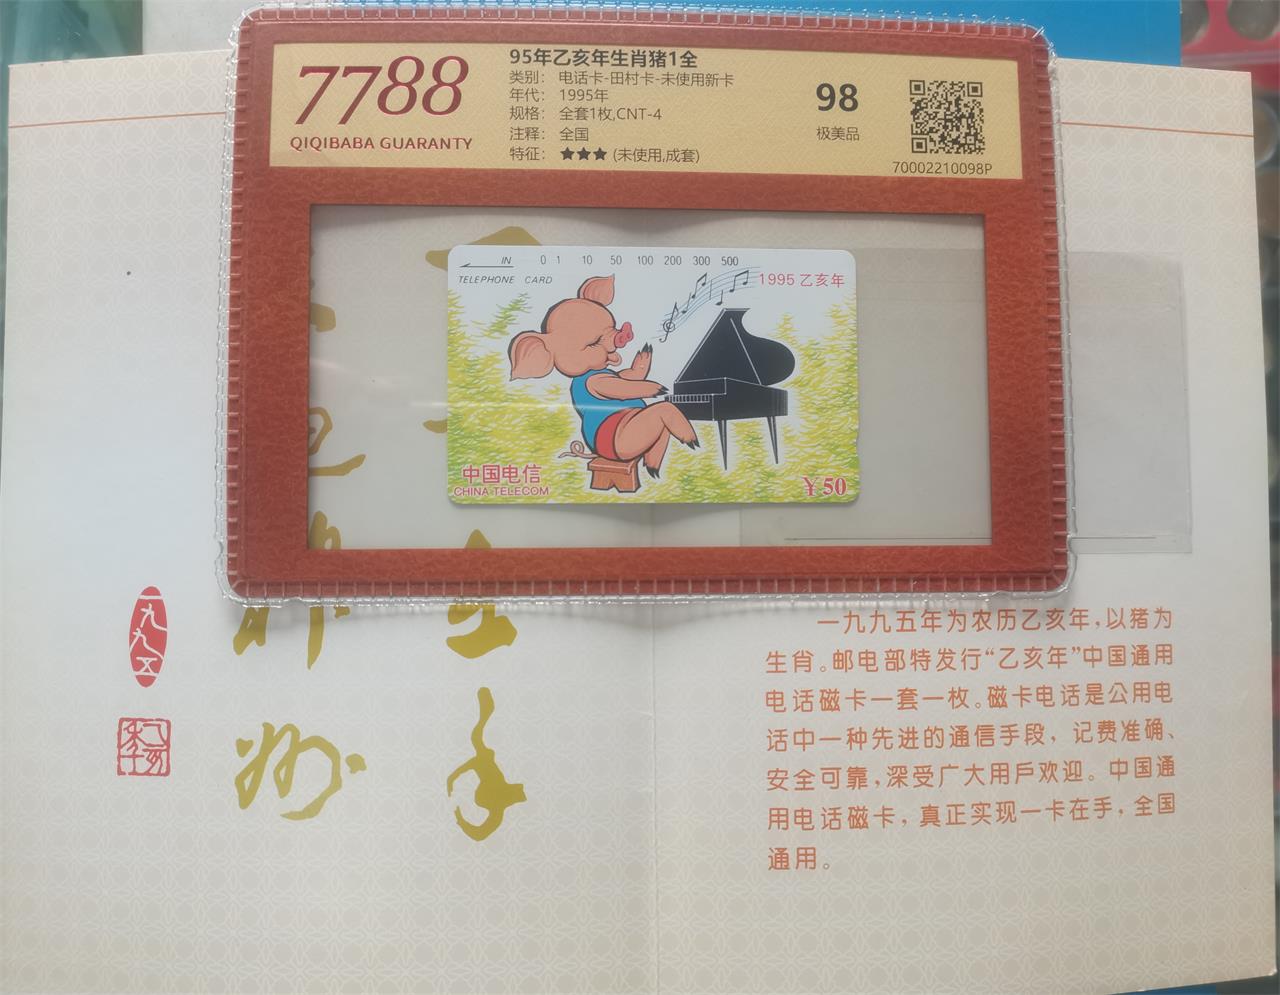 7788
QIQIBABA GUARANTY
95年乙亥年生肖猪1全
类别: 电话卡-田村卡-未使用新卡
年代: 1995年
规格: 全套1枚,CNT-4
注释: 全国
特征: ★★★ (未使用,成套)
98
极美品
70002210098P
IN 0 1 10 50 100 200 300 500
TELEPHONE CARD
1995 乙亥年
中国电信
CHINA TELECOM
￥50
一九九五
乙亥年
一九九五年为农历乙亥年，以猪为
生肖。邮电部特发行“乙亥年”中国通用
电话磁卡一套一枚。磁卡电话是公用电
话中一种先进的通信手段，记费准确、
安全可靠，深受广大用戶欢迎。中国通
用电话磁卡，真正实现一卡在手，全国
通用。